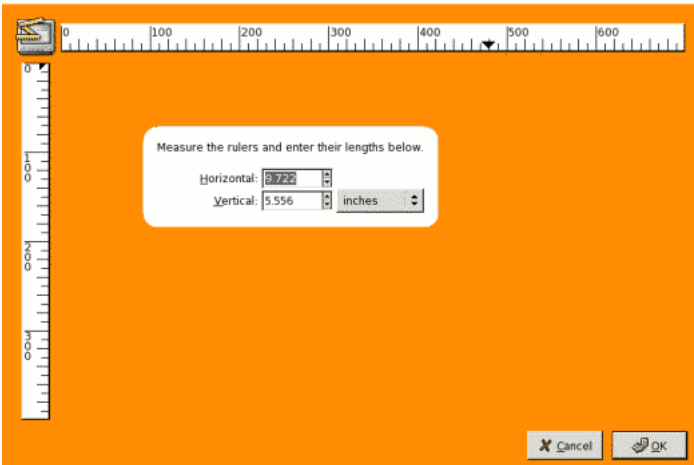 0 100 200 300 400 500 600
0
100
200
300
Measure the rulers and enter their lengths below.
Horizontal: 9.722
Vertical: 5.556 inches
Cancel OK